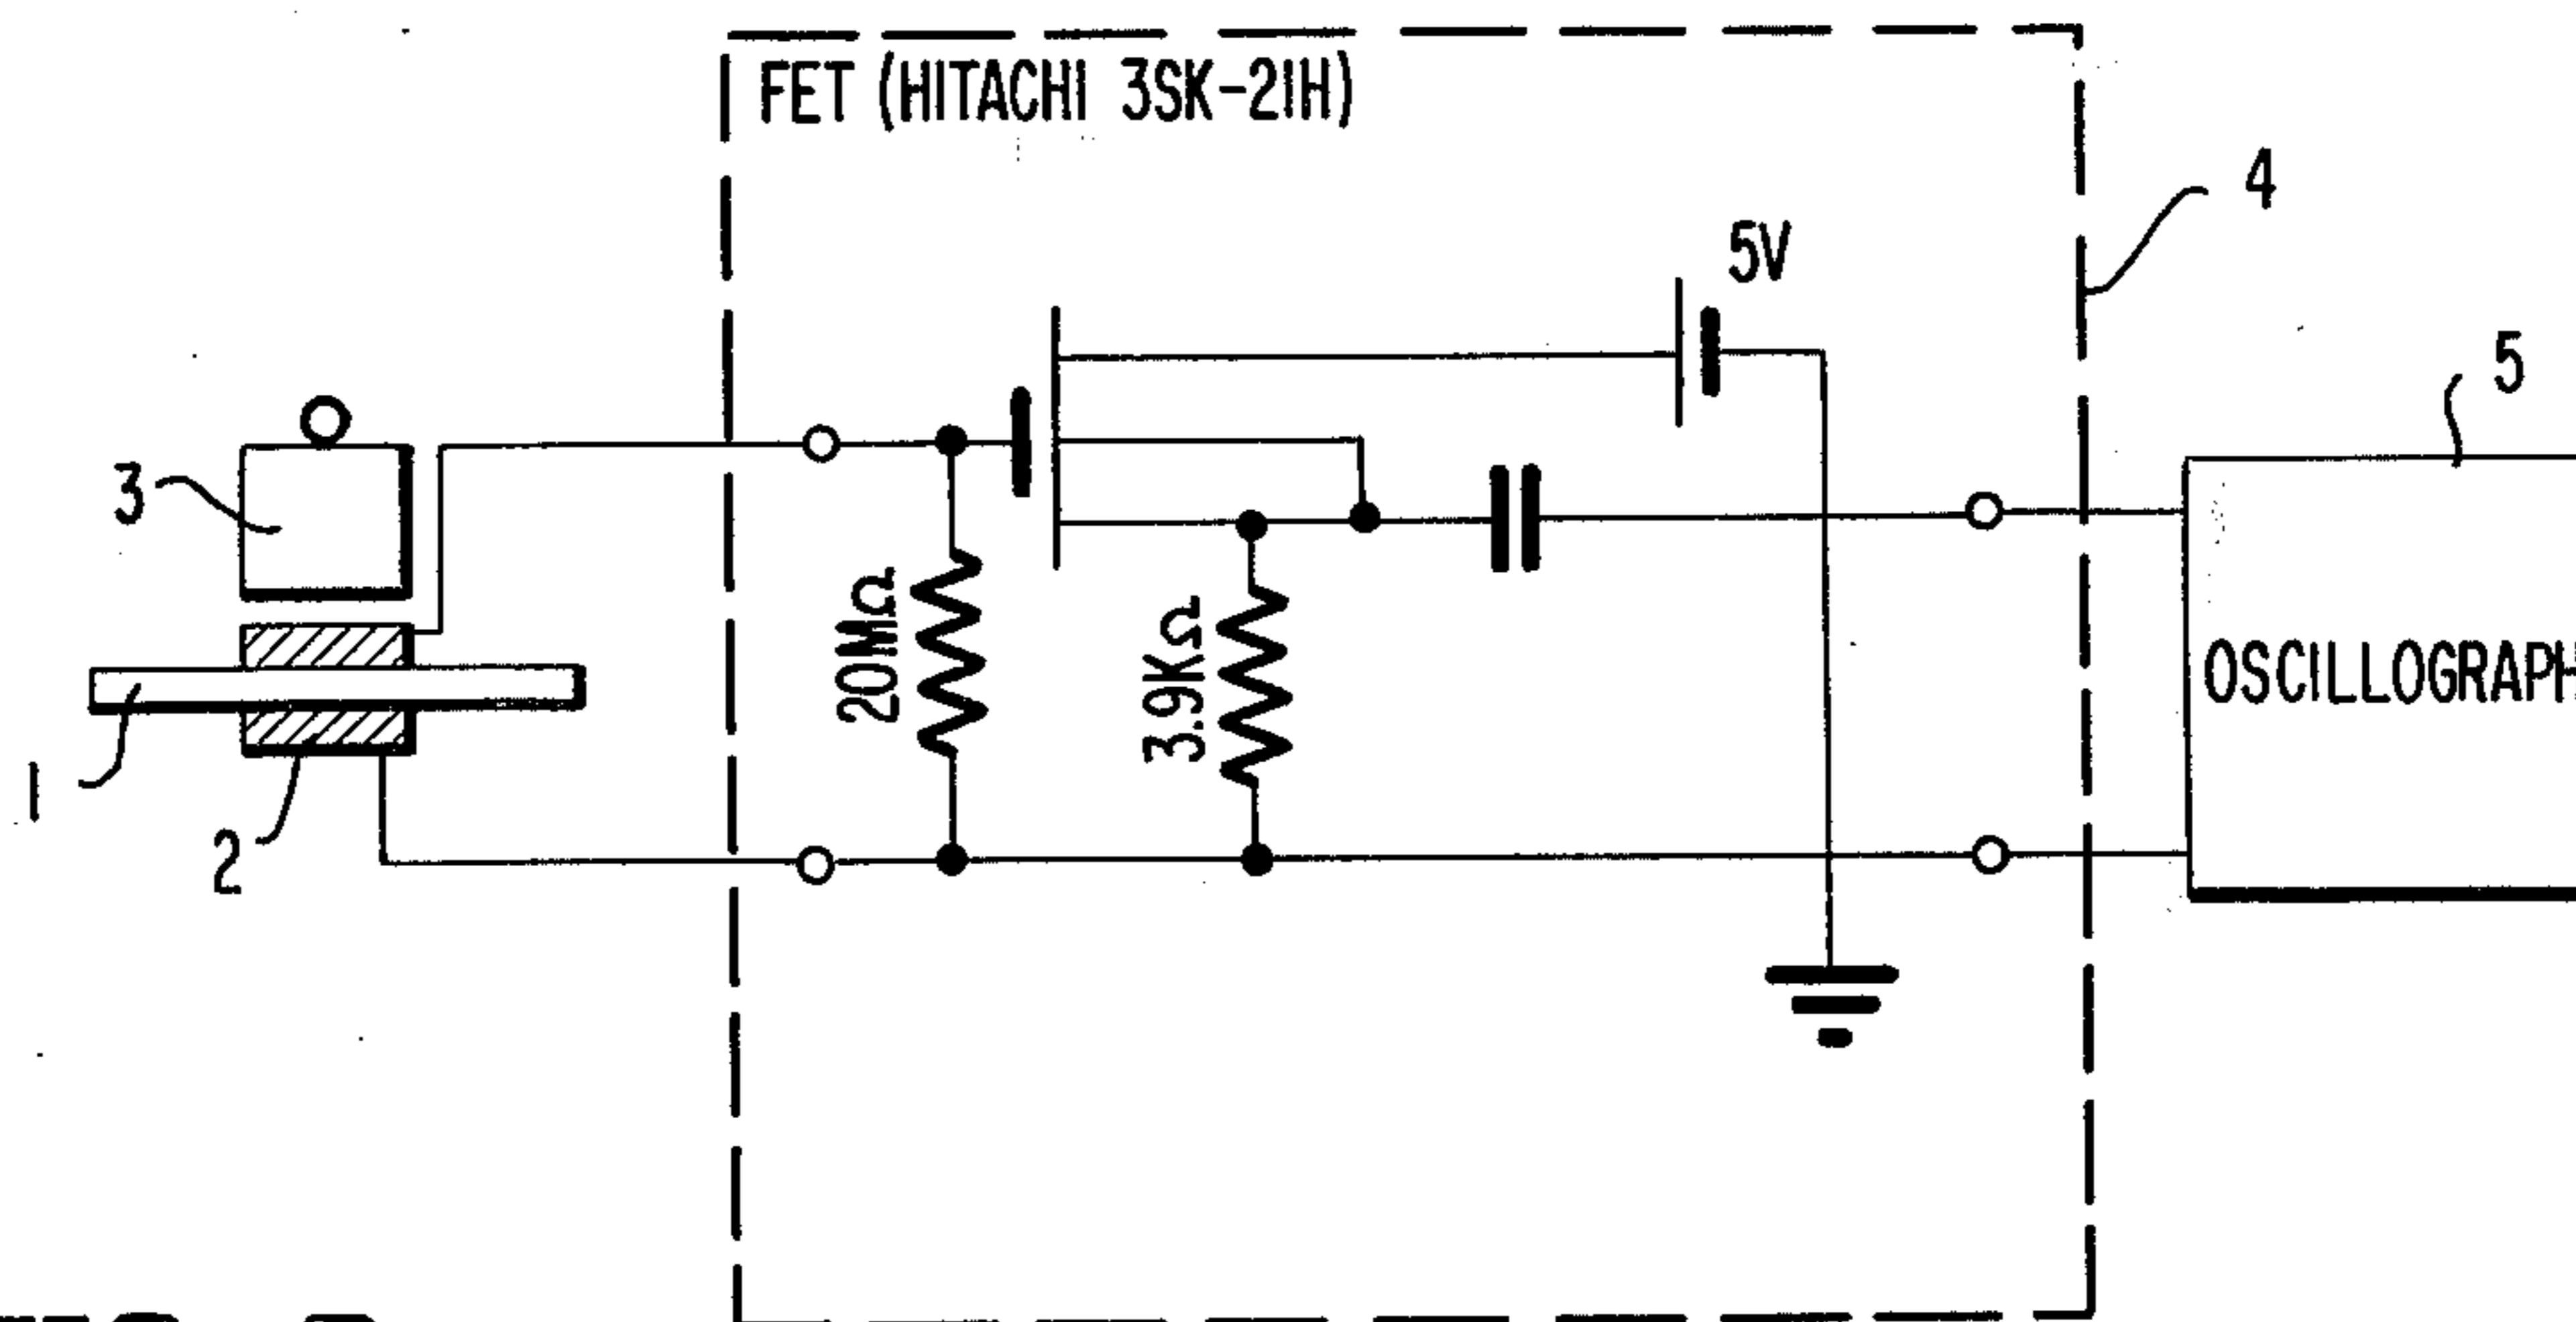 FET (HITACHI 3SK-21H)
4
5V
5
3
20MΩ
3.9KΩ
OSCILLOGRAPH
1
2